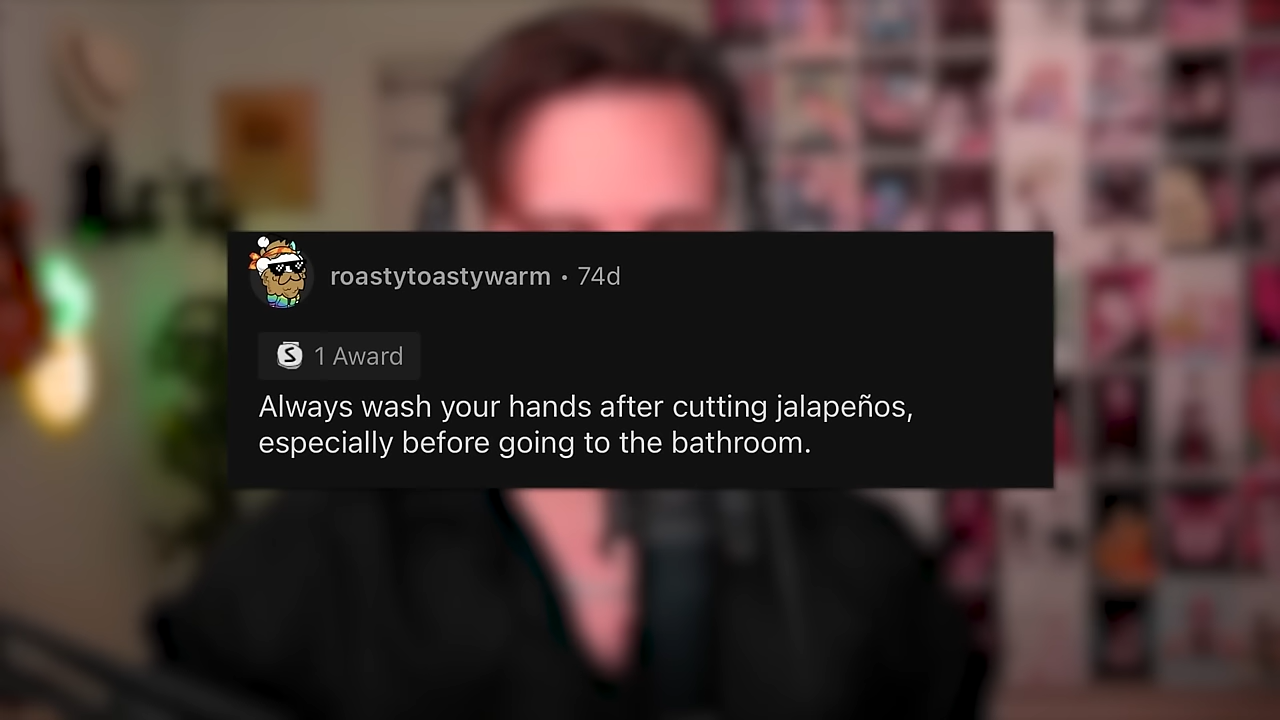 roastytoastywarm • 74d
1 Award
Always wash your hands after cutting jalapeños,
especially before going to the bathroom.